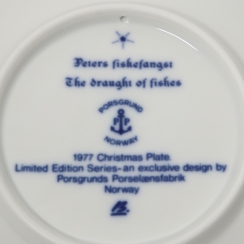 Peters fiskefangst
The draught of fishes
PORSGRUND
P P
NORWAY
1977 Christmas Plate.
Limited Edition Series-an exclusive design by
Porsgrunds Porselænsfabrik
Norway